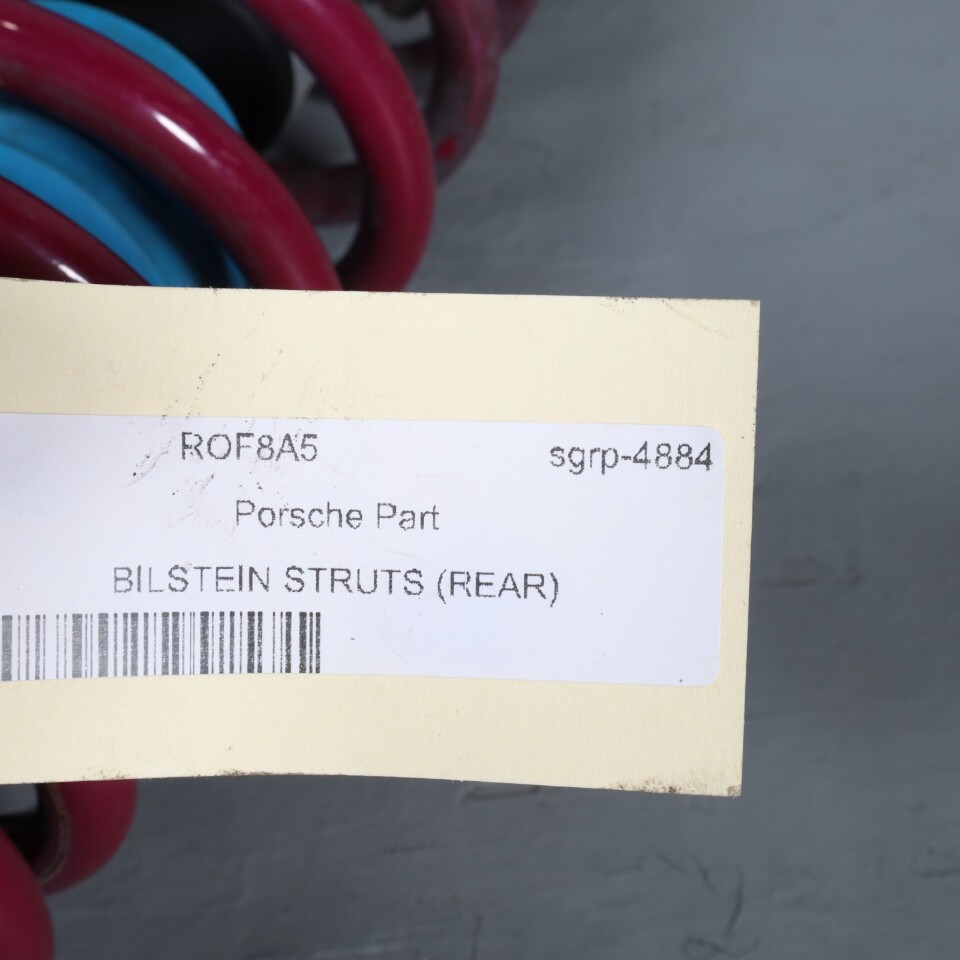 ROF8A5 sgrp-4884
Porsche Part
BILSTEIN STRUTS (REAR)